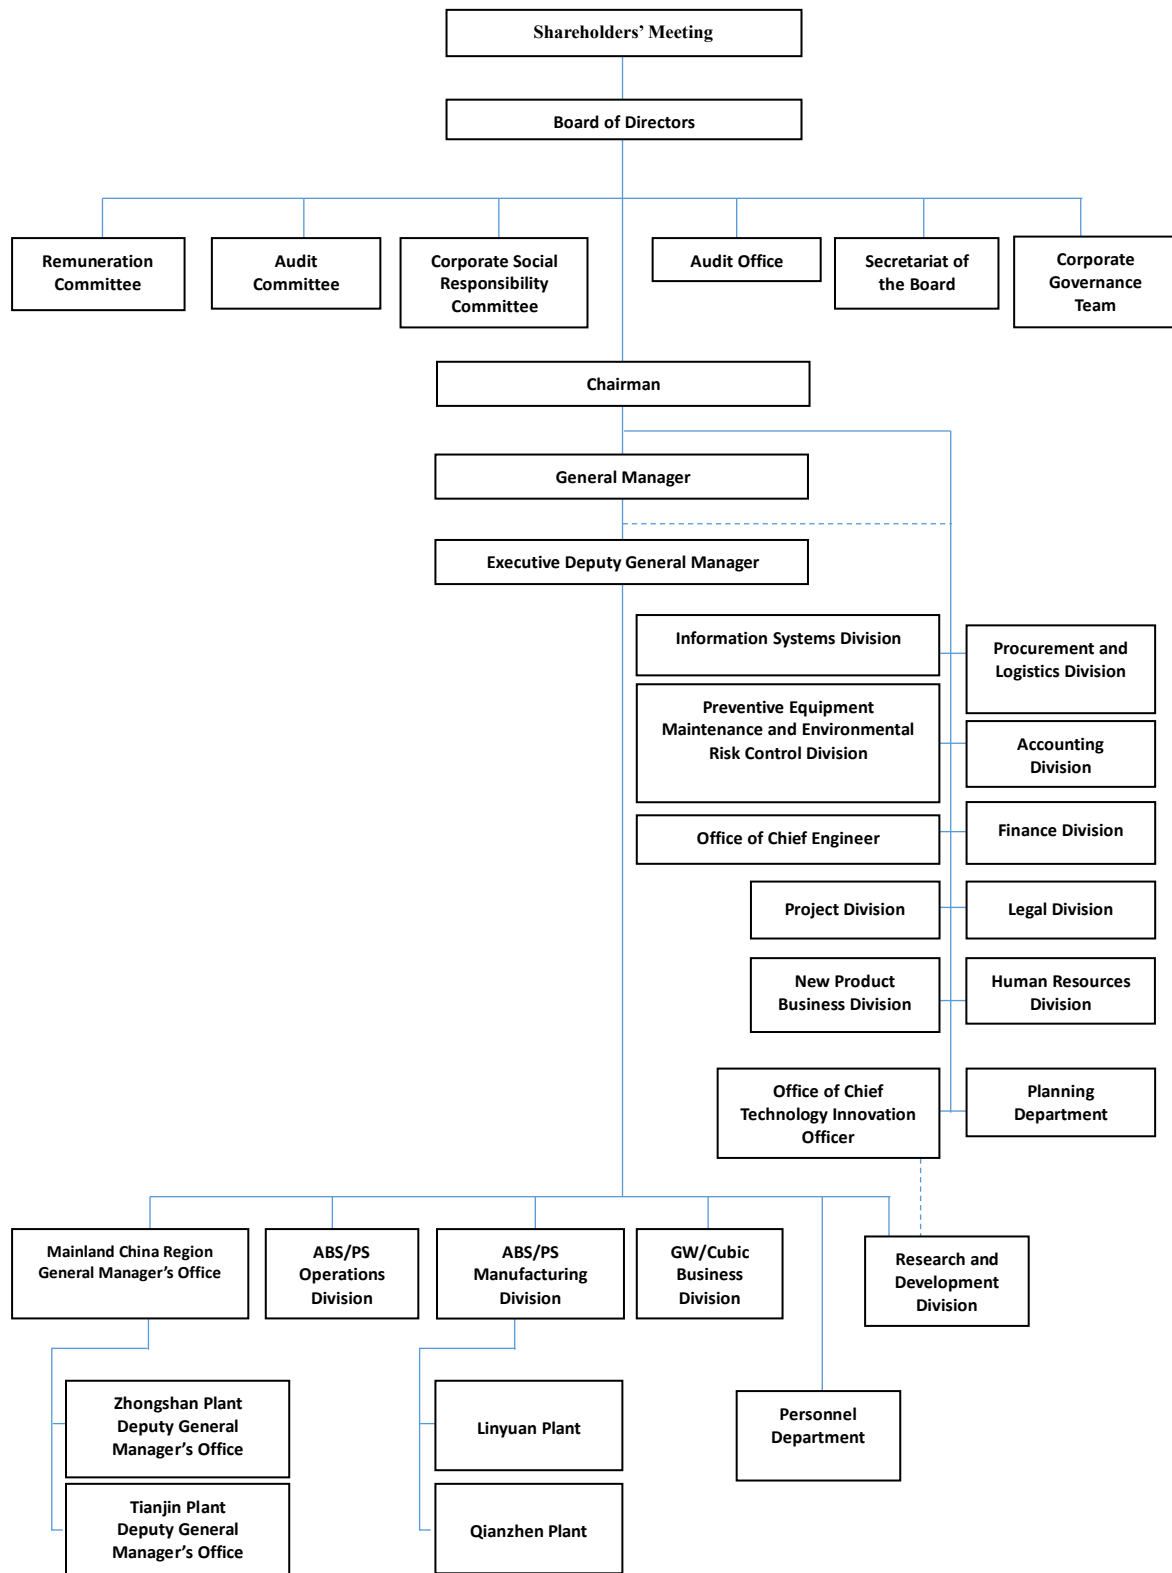 Shareholders’ Meeting
Board of Directors
Remuneration
Committee
Audit
Committee
Corporate Social
Responsibility
Committee
Audit Office
Secretariat of
the Board
Corporate
Governance
Team
Chairman
General Manager
Executive Deputy General Manager
Information Systems Division
Procurement and
Logistics Division
Preventive Equipment
Maintenance and Environmental
Risk Control Division
Accounting
Division
Office of Chief Engineer
Finance Division
Project Division
Legal Division
New Product
Business Division
Human Resources
Division
Office of Chief
Technology Innovation
Officer
Planning
Department
Mainland China Region
General Manager’s Office
ABS/PS
Operations
Division
ABS/PS
Manufacturing
Division
GW/Cubic
Business
Division
Research and
Development
Division
Zhongshan Plant
Deputy General
Manager’s Office
Linyuan Plant
Personnel
Department
Tianjin Plant
Deputy General
Manager’s Office
Qianzhen Plant